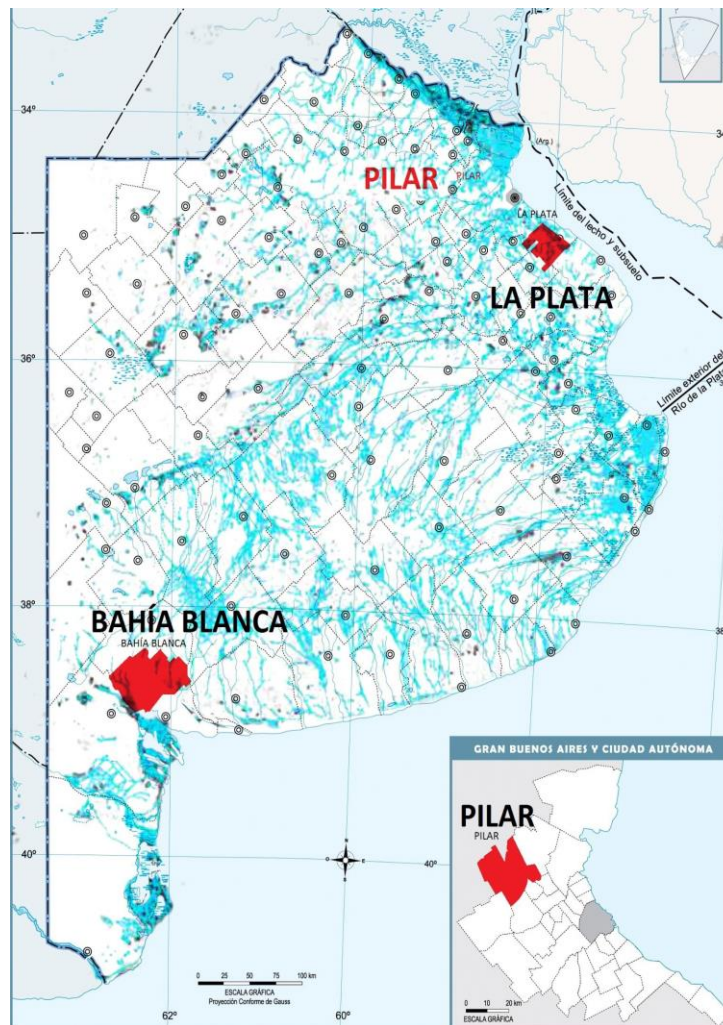 34º
34
(Arg.)
PILAR
PILAR
LA PLATA
Límite del lecho y subsuelo
LA PLATA
36º
Límite exterior del
Río de la Plata
38º
38
BAHÍA BLANCA
BAHÍA BLANCA
GRAN BUENOS AIRES Y CIUDAD AUTÓNOMA
PILAR
PILAR
40º
40º
O
E
0 25 50 75 100 km
ESCALA GRÁFICA
Proyección Conforme de Gauss
0 10 20 km
ESCALA GRÁFICA
62º
60º